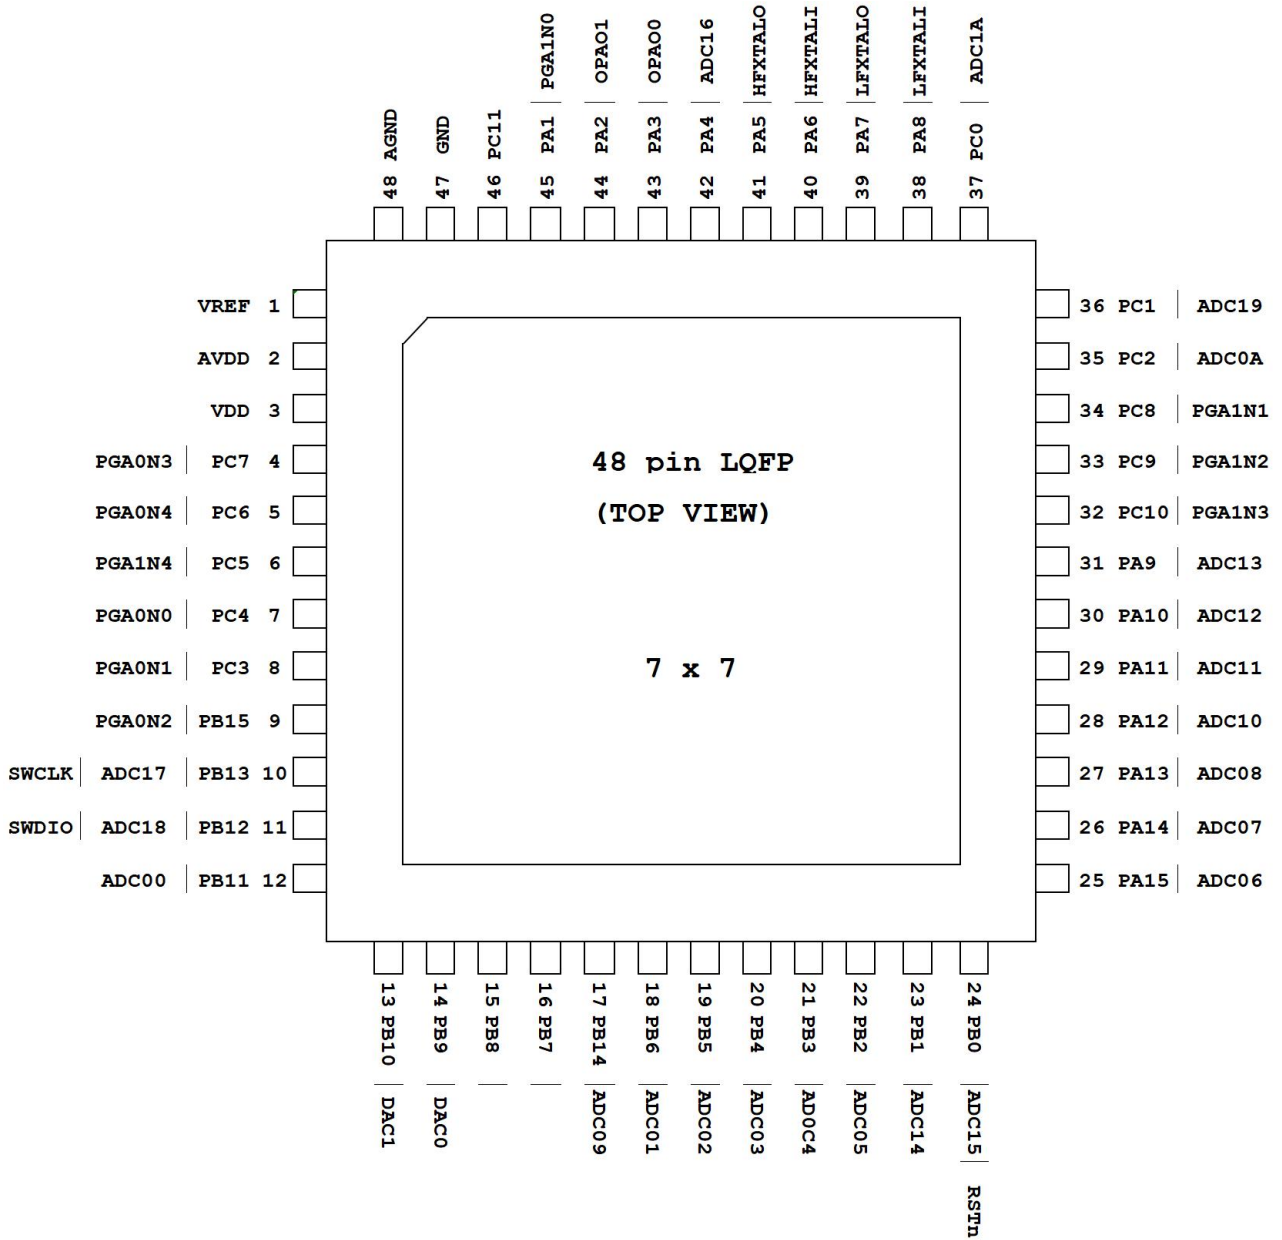 48 AGND
47 GND
46 PC11
45 PA1 PGA1N0
44 PA2 OPAO1
43 PA3 OPAO0
42 PA4 ADC16
41 PA5 HFXTALO
40 PA6 HFXTALI
39 PA7 LFXTALO
38 PA8 LFXTALI
37 PC0 ADC1A
VREF 1
AVDD 2
VDD 3
PGA0N3 PC7 4
PGA0N4 PC6 5
PGA1N4 PC5 6
PGA0N0 PC4 7
PGA0N1 PC3 8
PGA0N2 PB15 9
SWCLK ADC17 PB13 10
SWDIO ADC18 PB12 11
ADC00 PB11 12
48 pin LQFP
(TOP VIEW)
7 x 7
36 PC1 ADC19
35 PC2 ADC0A
34 PC8 PGA1N1
33 PC9 PGA1N2
32 PC10 PGA1N3
31 PA9 ADC13
30 PA10 ADC12
29 PA11 ADC11
28 PA12 ADC10
27 PA13 ADC08
26 PA14 ADC07
25 PA15 ADC06
13 PB10 DAC1
14 PB9 DAC0
15 PB8
16 PB7
17 PB14 ADC09
18 PB6 ADC01
19 PB5 ADC02
20 PB4 ADC03
21 PB3 AD0C4
22 PB2 ADC05
23 PB1 ADC14
24 PB0 ADC15 RSTn